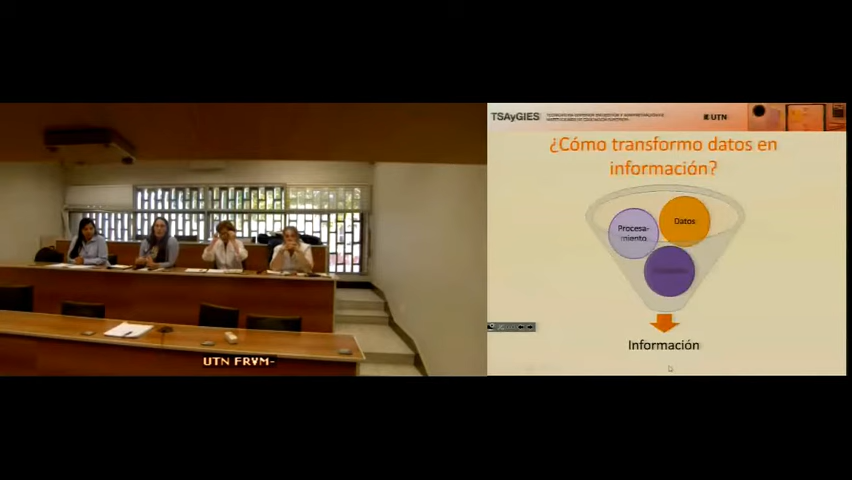 TSAyGIES
UTN
¿Cómo transformo datos en
información?
Procesa-
miento
Datos
Información
UTN FRVM-